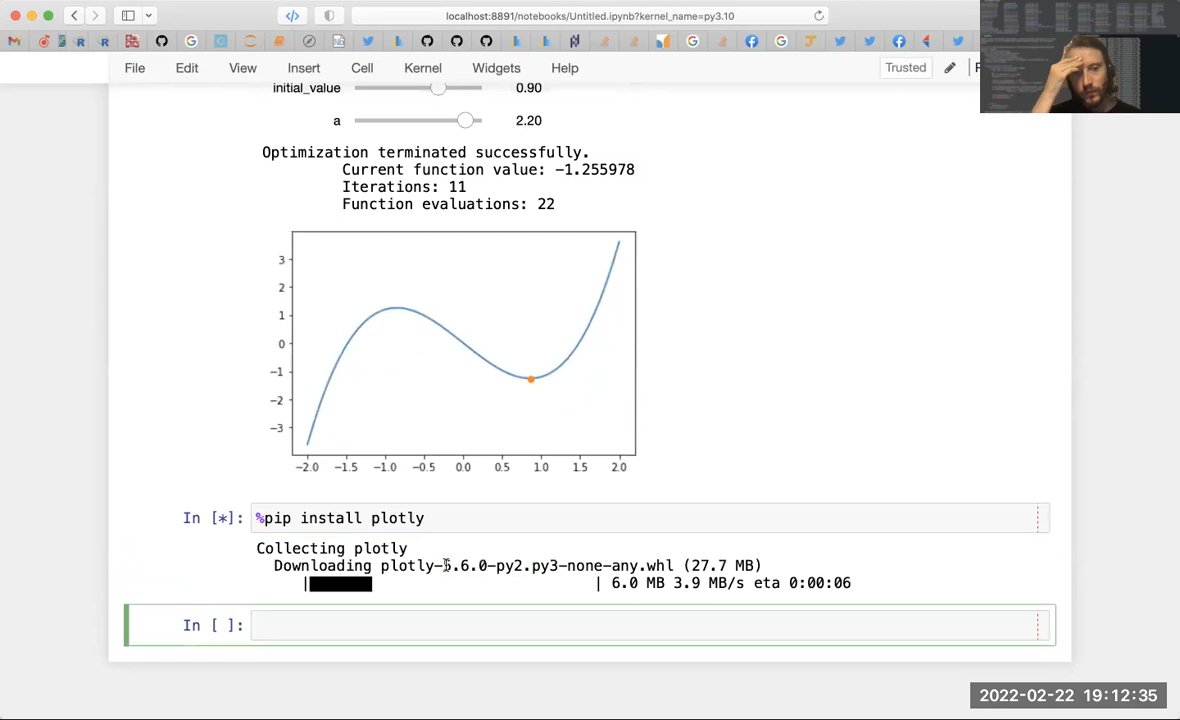 localhost:8891/notebooks/Untitled.ipynb?kernel_name=py3.10
File Edit View Insert Cell Kernel Widgets Help
Trusted
initial_value 0.90
a 2.20
Optimization terminated successfully.
Current function value: -1.255978
Iterations: 11
Function evaluations: 22
3
2
1
0
−1
−2
−3
−2.0 −1.5 −1.0 −0.5 0.0 0.5 1.0 1.5 2.0
In [*]: %pip install plotly
Collecting plotly
Downloading plotly-5.6.0-py2.py3-none-any.whl (27.7 MB)
| | 6.0 MB 3.9 MB/s eta 0:00:06
In [ ]:
2022-02-22 19:12:35